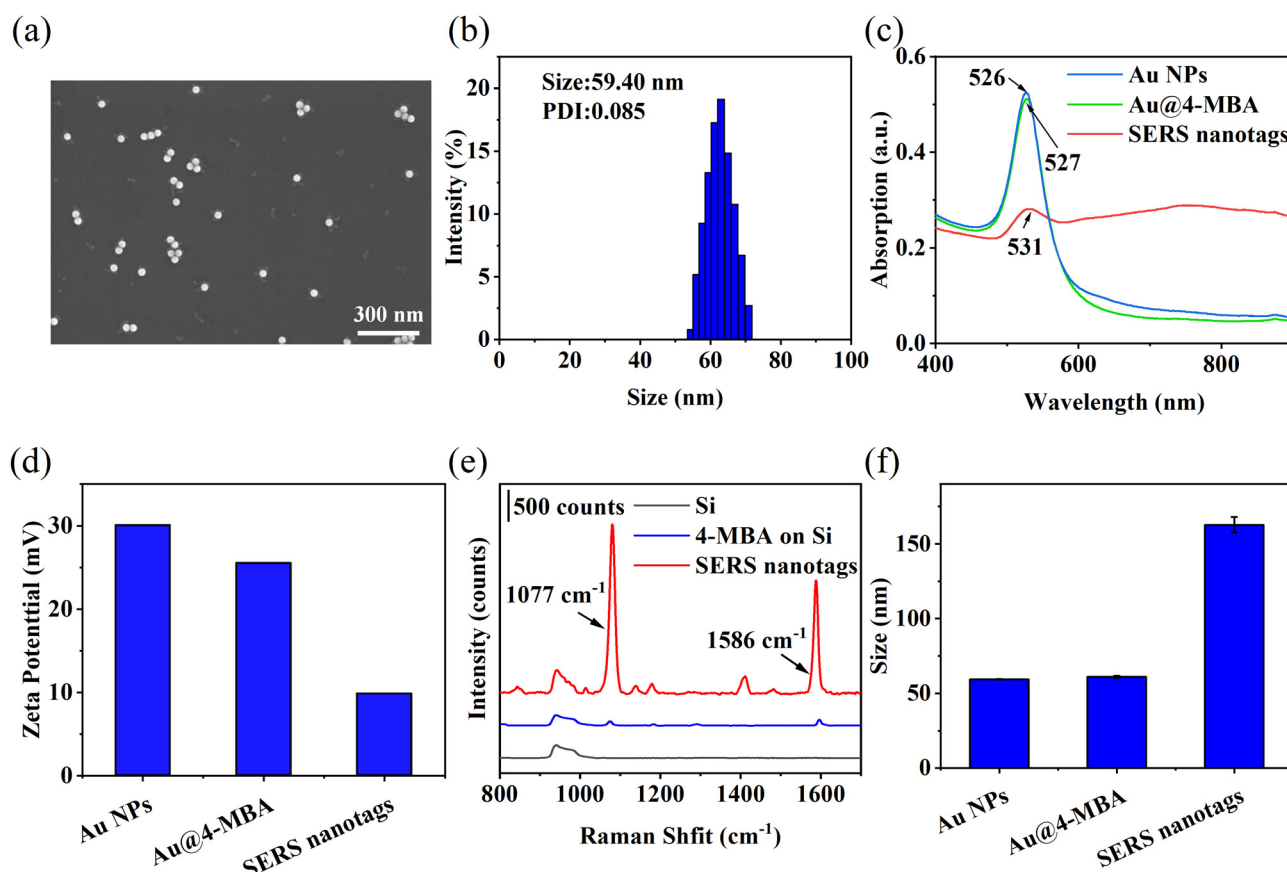 (a)
300 nm
(b)
Size:59.40 nm
PDI:0.085
Intensity (%)
20
15
10
5
0
0 20 40 60 80 100
Size (nm)
(c)
Absorption (a.u.)
0.6
0.4
0.2
0.0
526
527
531
Au NPs
Au@4-MBA
SERS nanotags
400 600 800
Wavelength (nm)
(d)
Zeta Potenttial (mV)
30
20
10
0
Au NPs
Au@4-MBA
SERS nanotags
(e)
500 counts
Si
4-MBA on Si
SERS nanotags
1077 cm⁻¹
1586 cm⁻¹
Intensity (counts)
800 1000 1200 1400 1600
Raman Shfit (cm⁻¹)
(f)
Size (nm)
150
100
50
0
Au NPs
Au@4-MBA
SERS nanotags